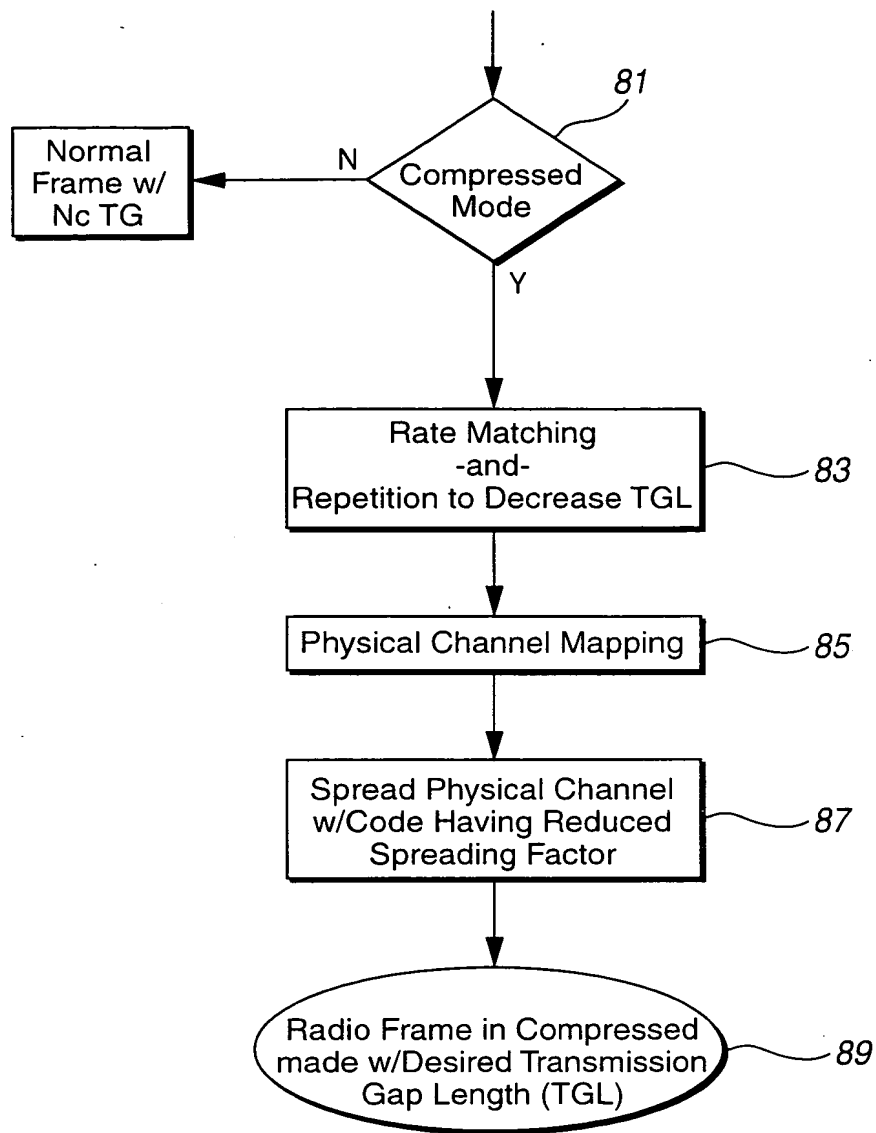 81
Compressed
Mode
N
Normal
Frame w/
Nc TG
Y
Rate Matching
-and-
Repetition to Decrease TGL
83
Physical Channel Mapping
85
Spread Physical Channel
w/Code Having Reduced
Spreading Factor
87
Radio Frame in Compressed
made w/Desired Transmission
Gap Length (TGL)
89